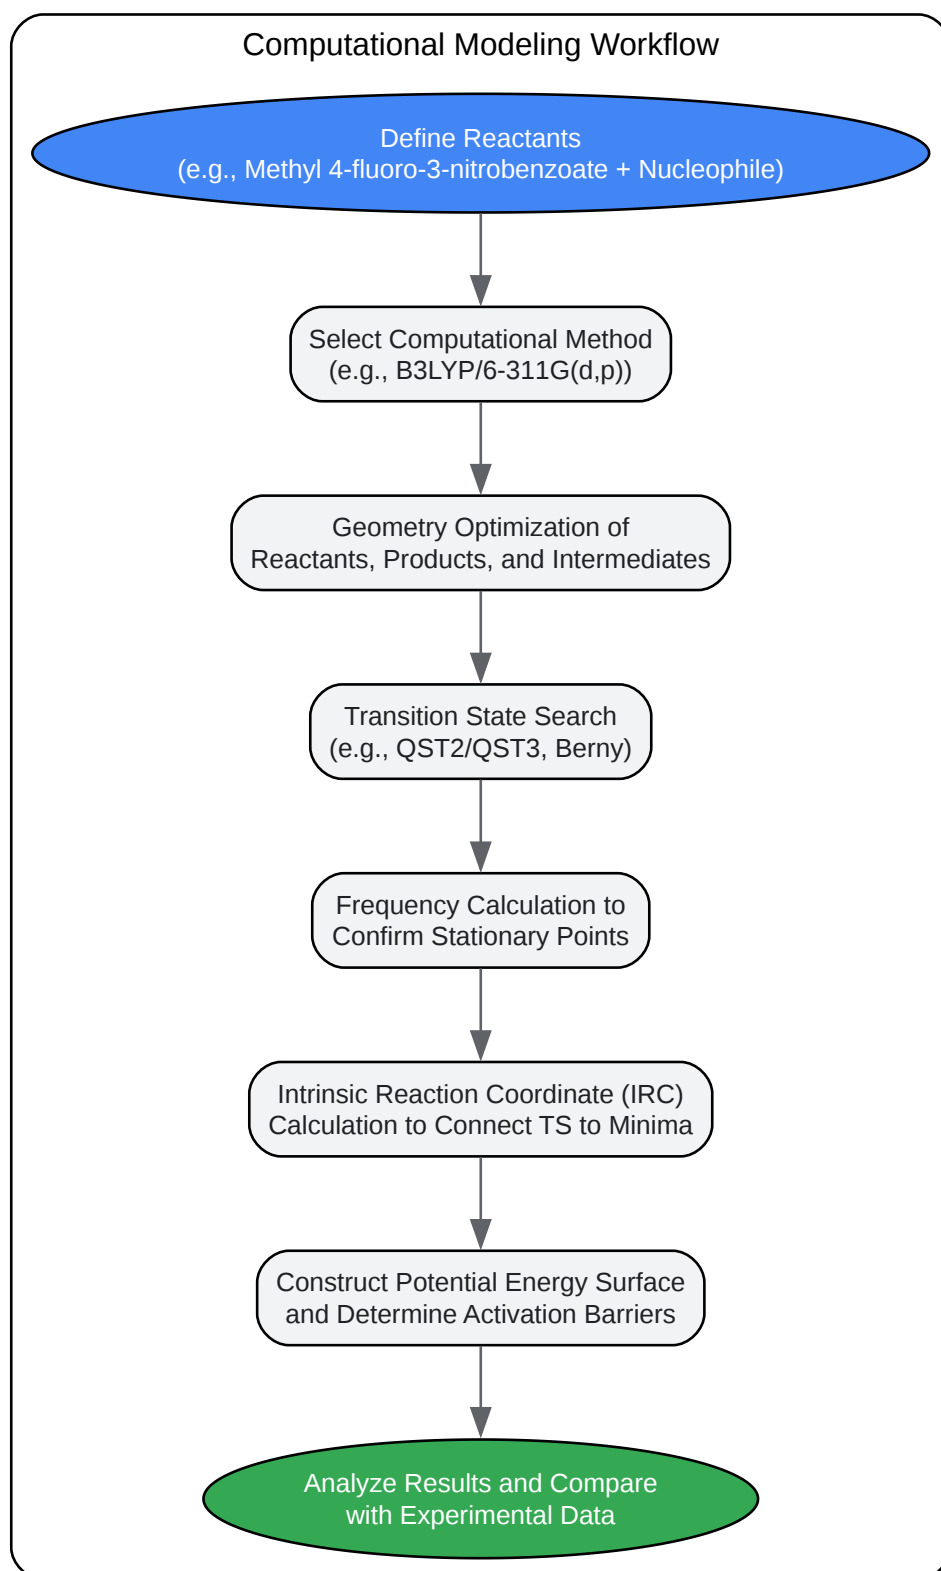 Computational Modeling Workflow
Define Reactants
(e.g., Methyl 4-fluoro-3-nitrobenzoate + Nucleophile)
Select Computational Method
(e.g., B3LYP/6-311G(d,p))
Geometry Optimization of
Reactants, Products, and Intermediates
Transition State Search
(e.g., QST2/QST3, Berny)
Frequency Calculation to
Confirm Stationary Points
Intrinsic Reaction Coordinate (IRC)
Calculation to Connect TS to Minima
Construct Potential Energy Surface
and Determine Activation Barriers
Analyze Results and Compare
with Experimental Data